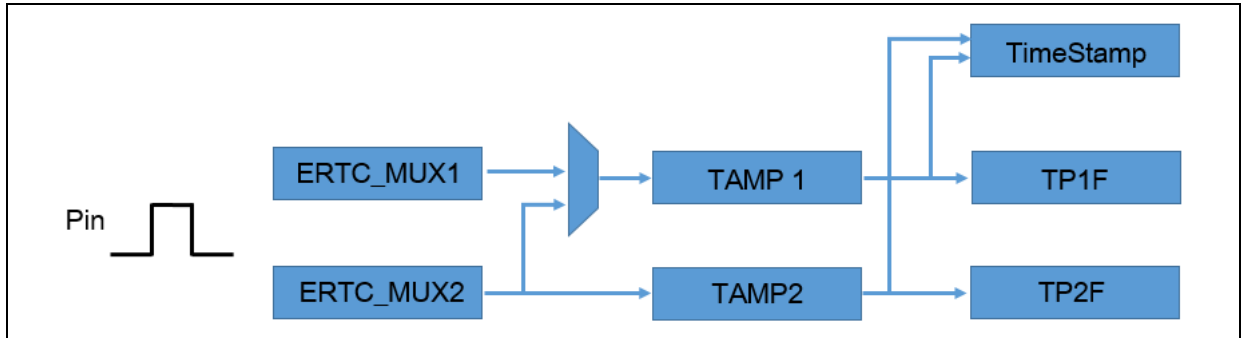 TimeStamp
ERTC_MUX1
TAMP 1
TP1F
Pin
ERTC_MUX2
TAMP2
TP2F